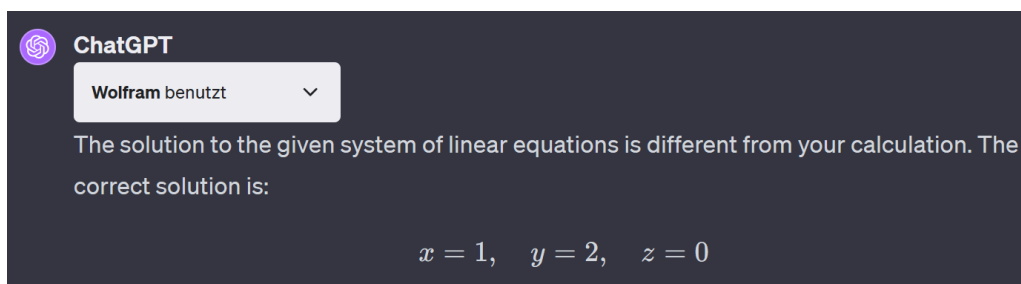 ChatGPT
Wolfram benutzt
The solution to the given system of linear equations is different from your calculation. The
correct solution is:
x = 1, y = 2, z = 0